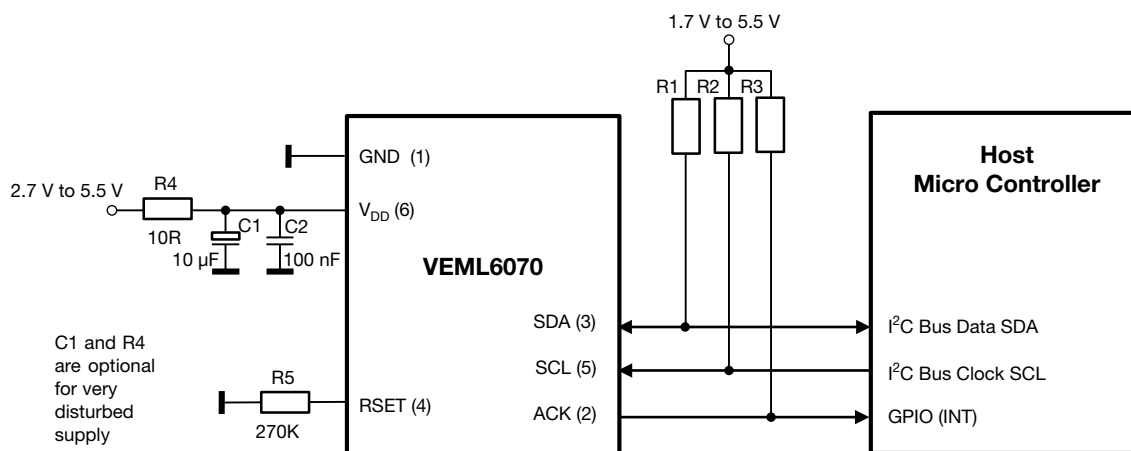 1.7 V to 5.5 V
R1 R2 R3
GND (1)
Host
Micro Controller
2.7 V to 5.5 V
R4
10R
C1
10 µF
C2
100 nF
V_DD (6)
VEML6070
SDA (3)
I²C Bus Data SDA
C1 and R4
are optional
for very
disturbed
supply
SCL (5)
I²C Bus Clock SCL
R5
270K
RSET (4)
ACK (2)
GPIO (INT)